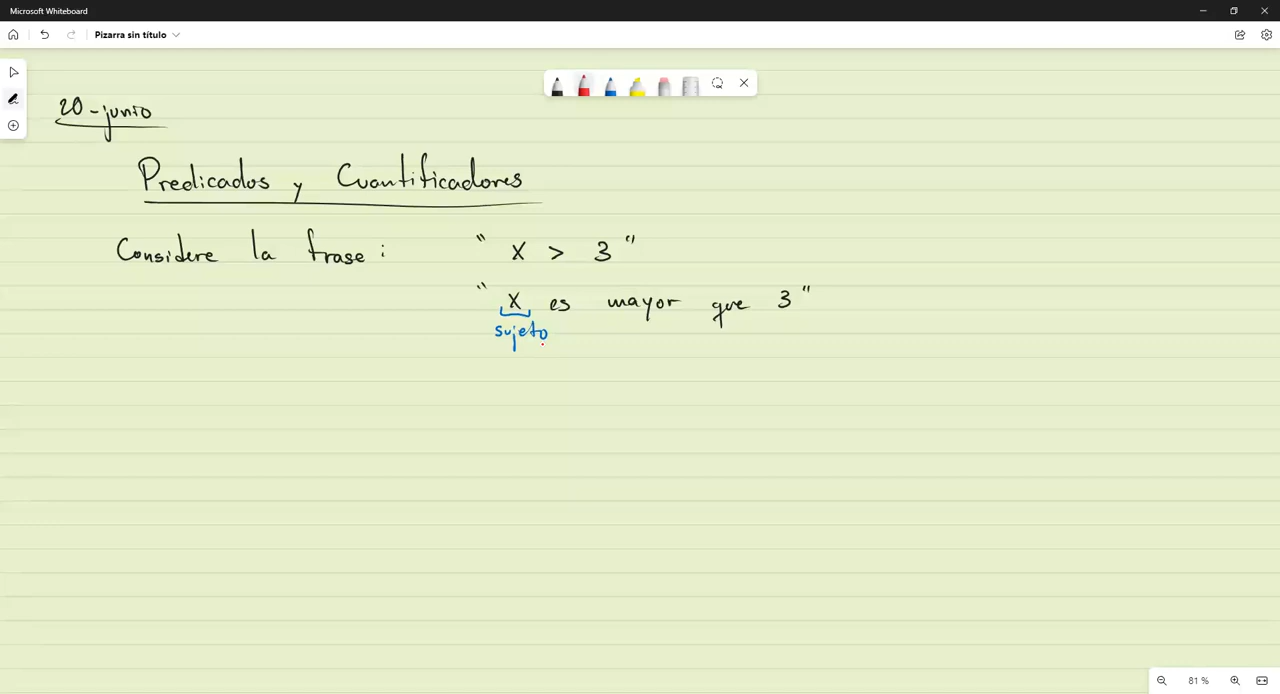 Microsoft Whiteboard
Pizarra sin título
20-junio
Predicados y Cuantificadores
Considere la frase: " X > 3 "
" X es mayor que 3 "
sujeto
81 %